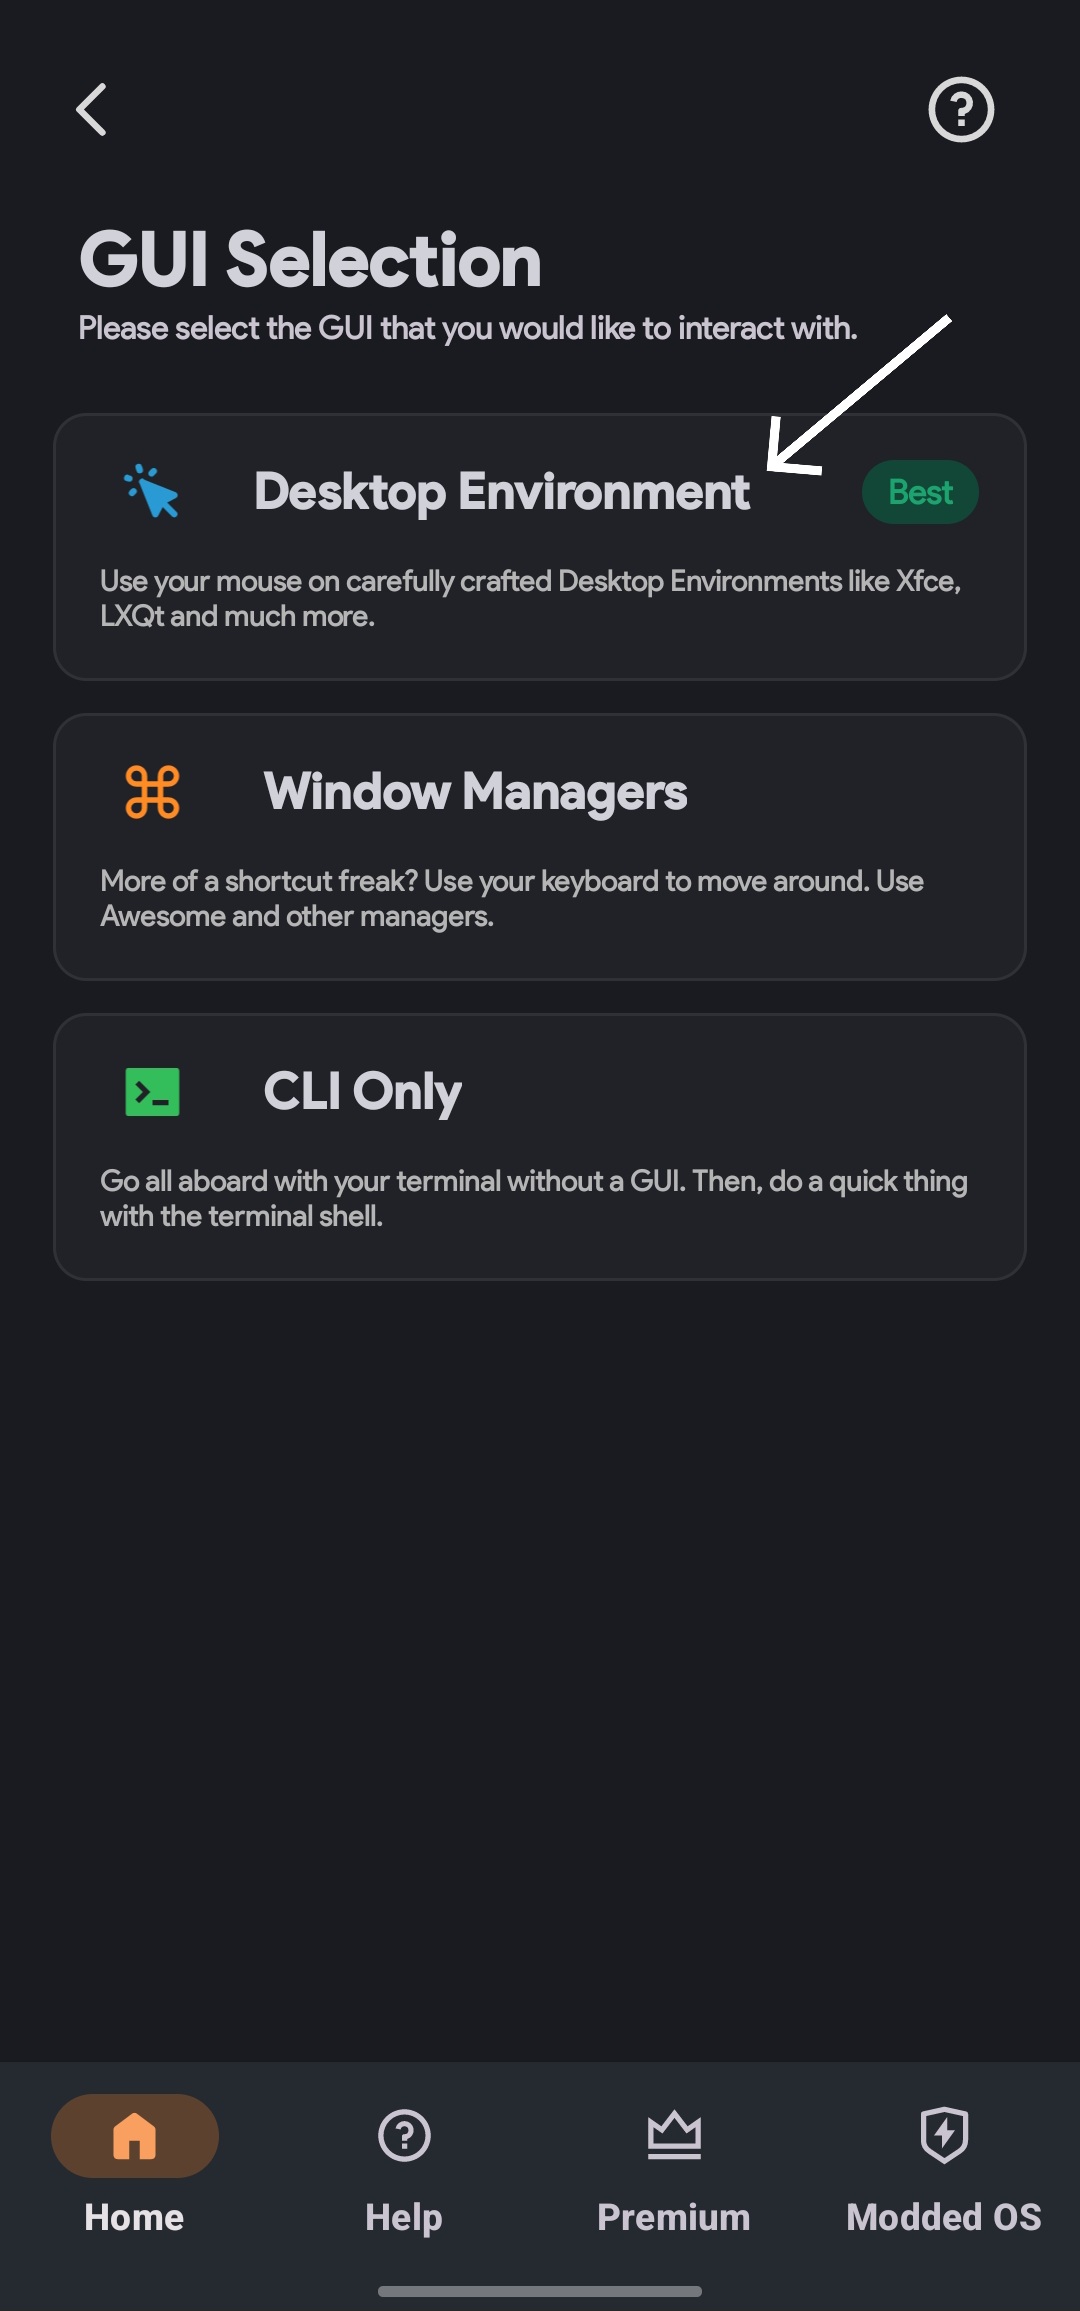 GUI Selection
Please select the GUI that you would like to interact with.
Desktop Environment
Best
Use your mouse on carefully crafted Desktop Environments like Xfce,
LXQt and much more.
Window Managers
More of a shortcut freak? Use your keyboard to move around. Use
Awesome and other managers.
CLI Only
Go all aboard with your terminal without a GUI. Then, do a quick thing
with the terminal shell.
Home
Help
Premium
Modded OS